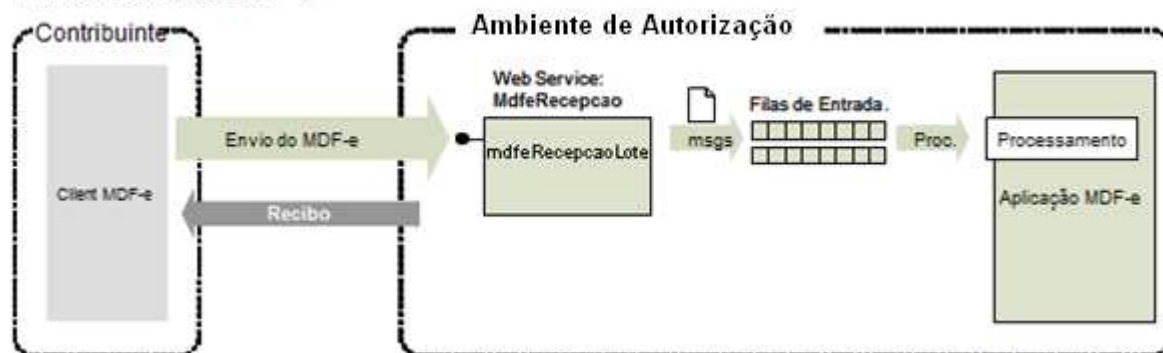 Contribuinte
Ambiente de Autorização
Client MDF-e
Envio do MDF-e
Recibo
Web Service:
MdfeRecepcao
mdfeRecepcaoLote
msgs
Filas de Entrada.
Proc.
Processamento
Aplicação MDF-e